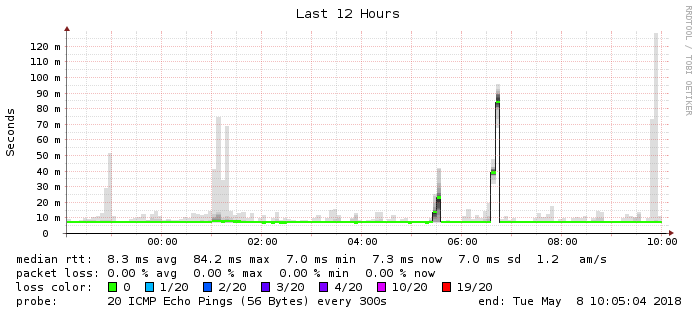 Last 12 Hours
RRDTOOL / TOBI OETIKER
Seconds
120 m
110 m
100 m
90 m
80 m
70 m
60 m
50 m
40 m
30 m
20 m
10 m
0
00:00 02:00 04:00 06:00 08:00 10:00
median rtt: 8.3 ms avg 84.2 ms max 7.0 ms min 7.3 ms now 7.0 ms sd 1.2 am/s
packet loss: 0.00 % avg 0.00 % max 0.00 % min 0.00 % now
loss color: 0 1/20 2/20 3/20 4/20 10/20 19/20
probe: 20 ICMP Echo Pings (56 Bytes) every 300s end: Tue May 8 10:05:04 2018